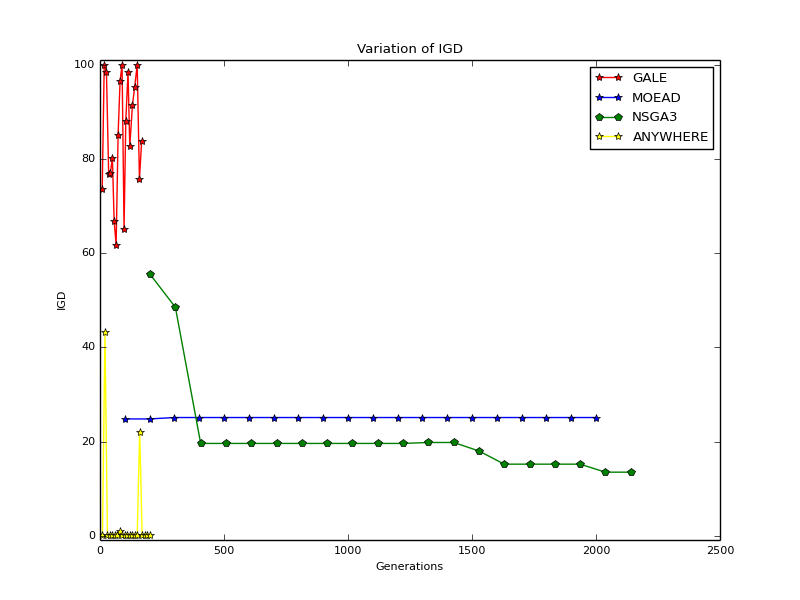 Variation of IGD
100
80
60
40
20
0
IGD
0 500 1000 1500 2000 2500
Generations
GALE
MOEAD
NSGA3
ANYWHERE